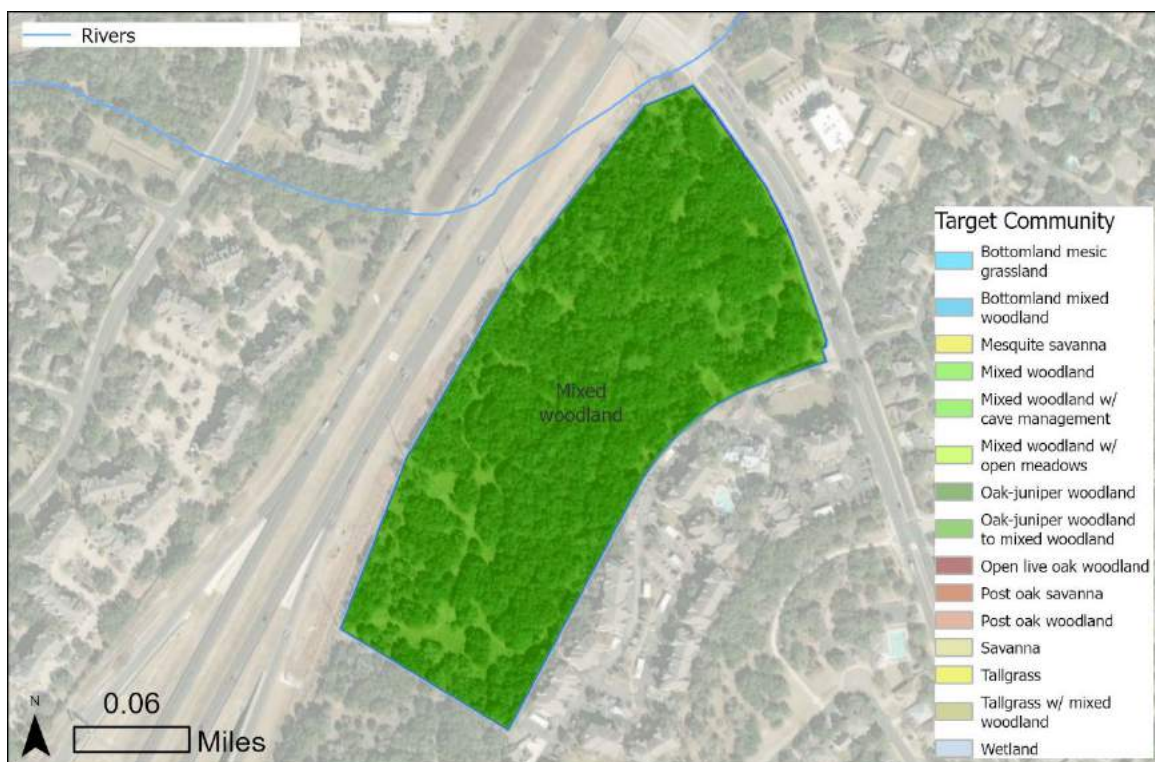 Rivers
Target Community
Bottomland mesic
grassland
Bottomland mixed
woodland
Mesquite savanna
Mixed woodland
Mixed woodland w/
cave management
Mixed woodland w/
open meadows
Oak-juniper woodland
Oak-juniper woodland
to mixed woodland
Open live oak woodland
Post oak savanna
Post oak woodland
Savanna
Tallgrass
Tallgrass w/ mixed
woodland
Wetland
Mixed
woodland
N
0.06
Miles